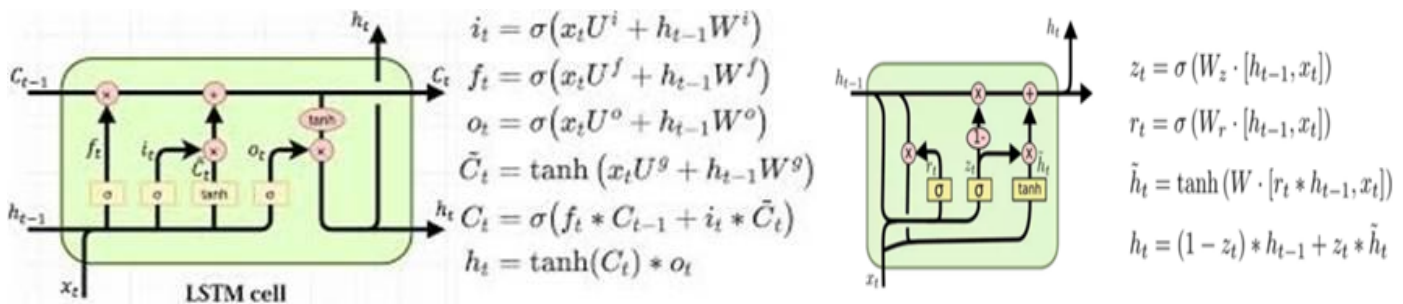 h_t
C_{t-1}
C_t
× + tanh
f_t i_t C̃_t o_t × ×
σ σ tanh σ
h_{t-1}
h_t
x_t
LSTM cell
i_t = σ(x_t U^i + h_{t-1} W^i)
f_t = σ(x_t U^f + h_{t-1} W^f)
o_t = σ(x_t U^o + h_{t-1} W^o)
C̃_t = tanh (x_t U^g + h_{t-1} W^g)
C_t = σ(f_t * C_{t-1} + i_t * C̃_t)
h_t = tanh(C_t) * o_t
h_t
h_{t-1}
× +
1-
× r_t z_t × h̃_t
σ σ tanh
x_t
z_t = σ (W_z · [h_{t-1}, x_t])
r_t = σ (W_r · [h_{t-1}, x_t])
h̃_t = tanh (W · [r_t * h_{t-1}, x_t])
h_t = (1 − z_t) * h_{t-1} + z_t * h̃_t